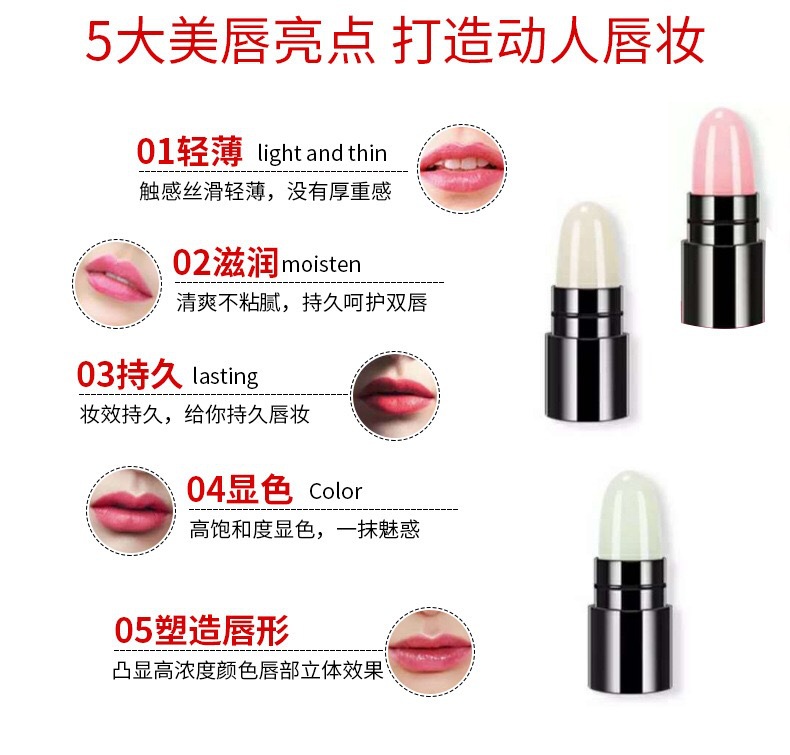 5大美唇亮点 打造动人唇妆
01轻薄 light and thin
触感丝滑轻薄，没有厚重感
02滋润 moisten
清爽不粘腻，持久呵护双唇
03持久 lasting
妆效持久，给你持久唇妆
04显色 Color
高饱和度显色，一抹魅惑
05塑造唇形
凸显高浓度颜色唇部立体效果